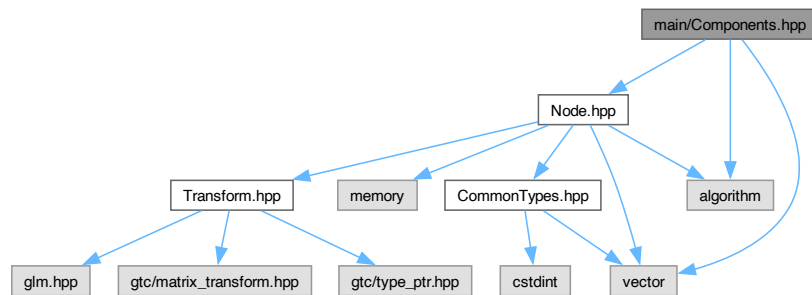 main/Components.hpp
Node.hpp
Transform.hpp
memory
CommonTypes.hpp
algorithm
glm.hpp
gtc/matrix_transform.hpp
gtc/type_ptr.hpp
cstdint
vector